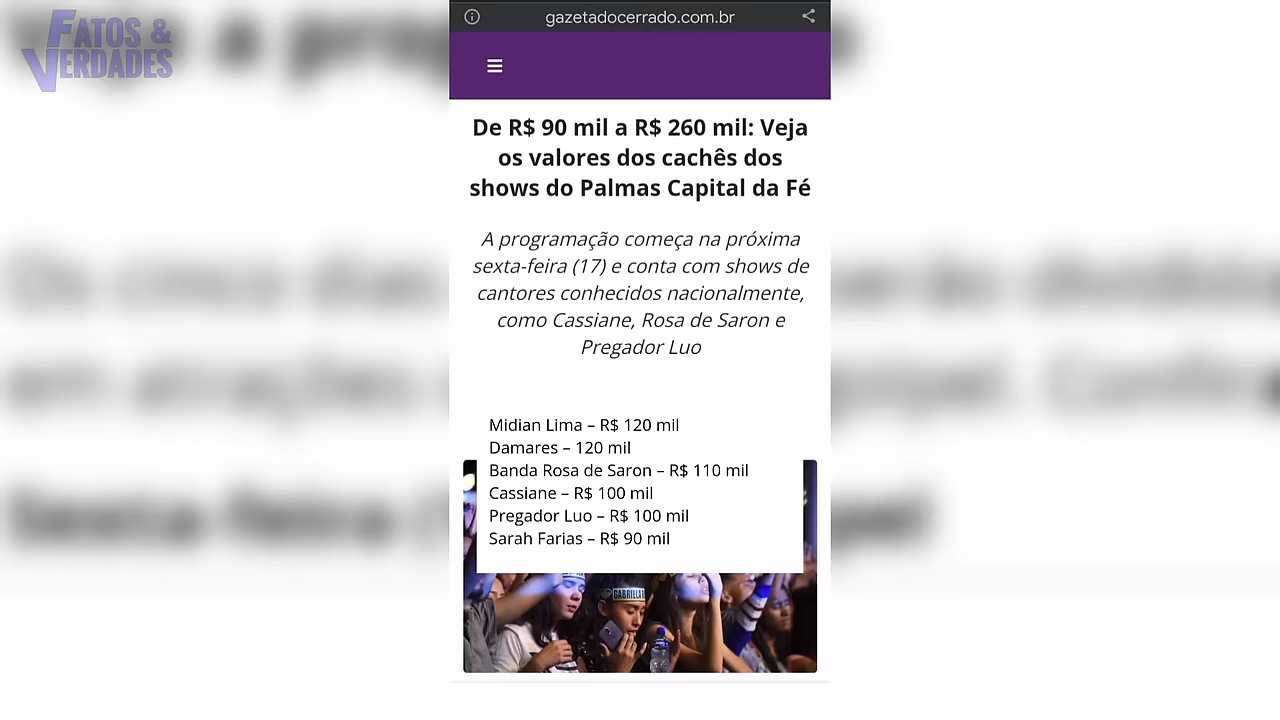 FATOS &
VERDADES
gazetadocerrado.com.br
De R$ 90 mil a R$ 260 mil: Veja
os valores dos cachês dos
shows do Palmas Capital da Fé
A programação começa na próxima
sexta-feira (17) e conta com shows de
cantores conhecidos nacionalmente,
como Cassiane, Rosa de Saron e
Pregador Luo
Midian Lima – R$ 120 mil
Damares – 120 mil
Banda Rosa de Saron – R$ 110 mil
Cassiane – R$ 100 mil
Pregador Luo – R$ 100 mil
Sarah Farias – R$ 90 mil